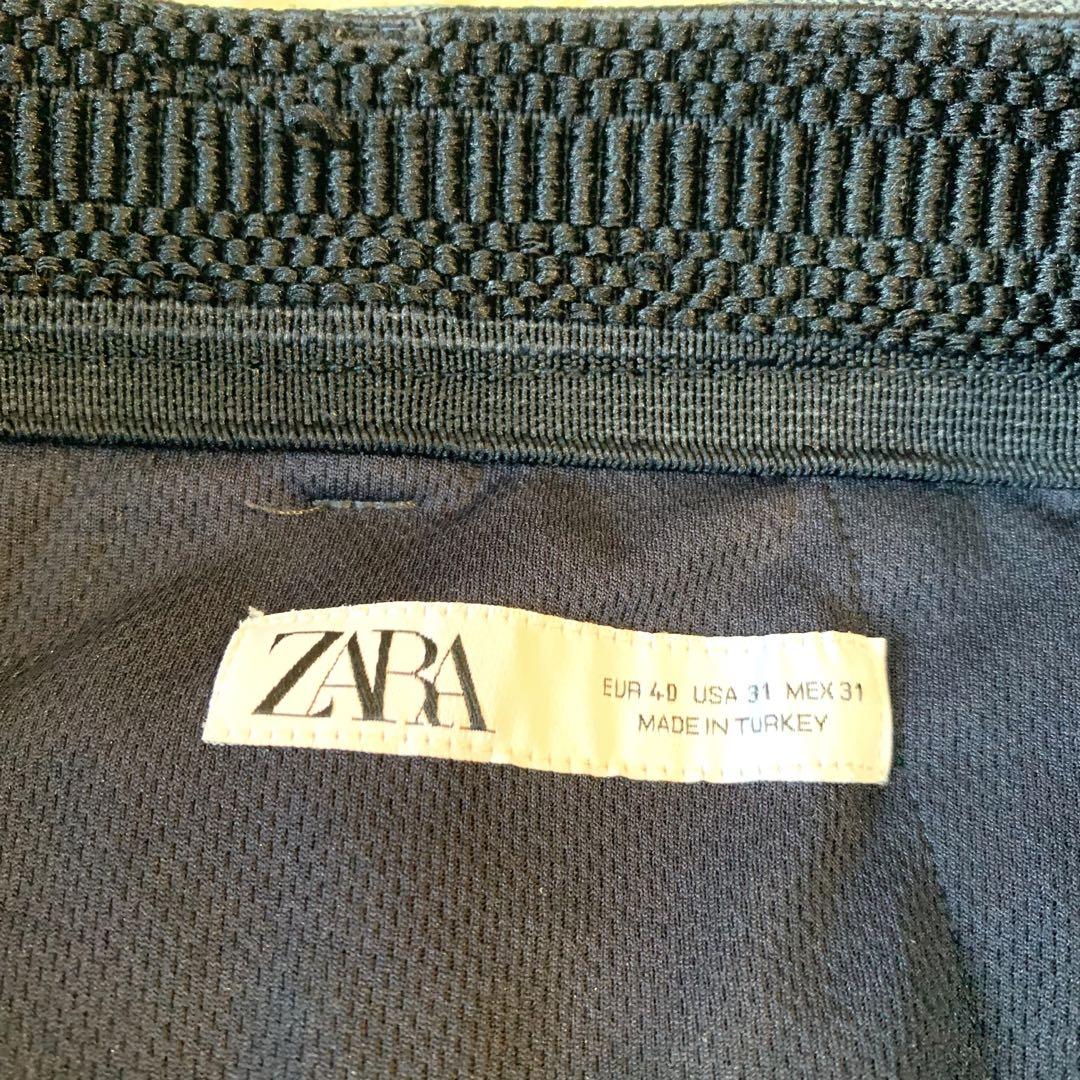 ZARA
EUR 40 USA 31 MEX 31
MADE IN TURKEY